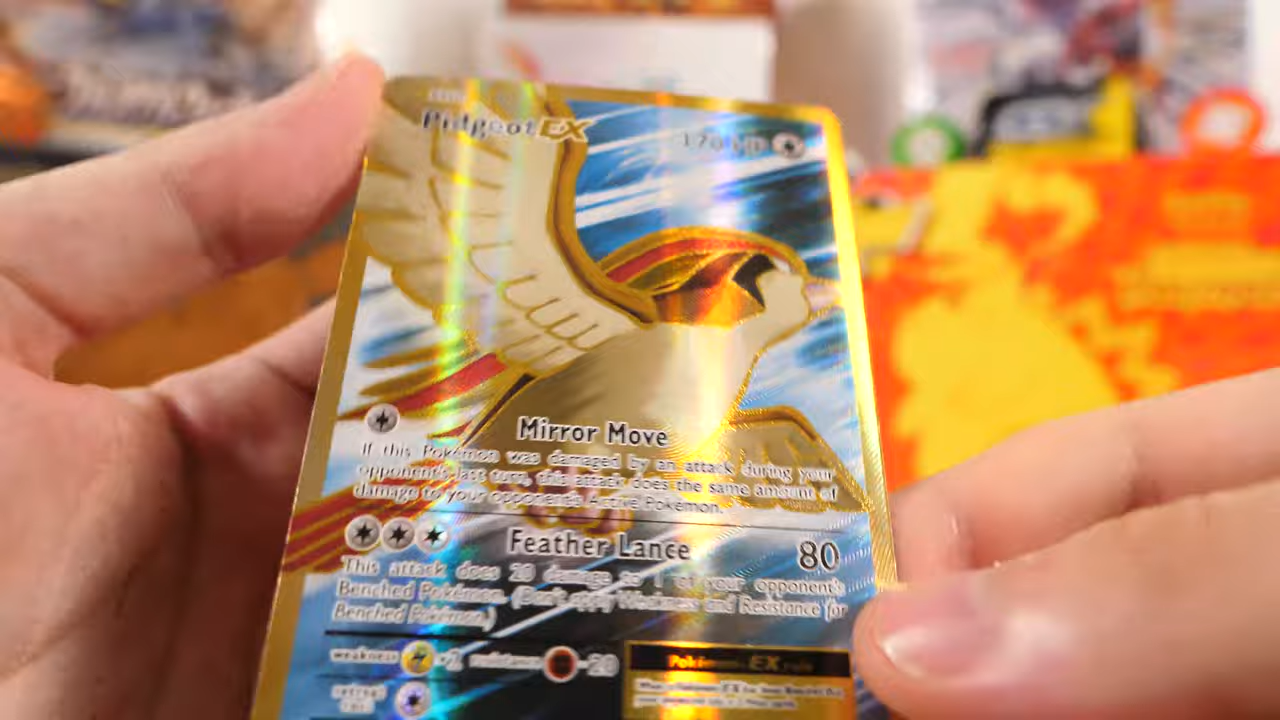 Pidgeot EX
170 HP
Mirror Move
If this Pokémon was damaged by an attack during your
opponent's last turn, this attack does the same amount of
damage to your opponent's Active Pokémon.
Feather Lance 80
This attack does 20 damage to 1 of your opponent's
Benched Pokémon. (Don't apply Weakness and Resistance for
Benched Pokémon.)
weakness ×2 resistance -20
Pokémon-EX rule
retreat